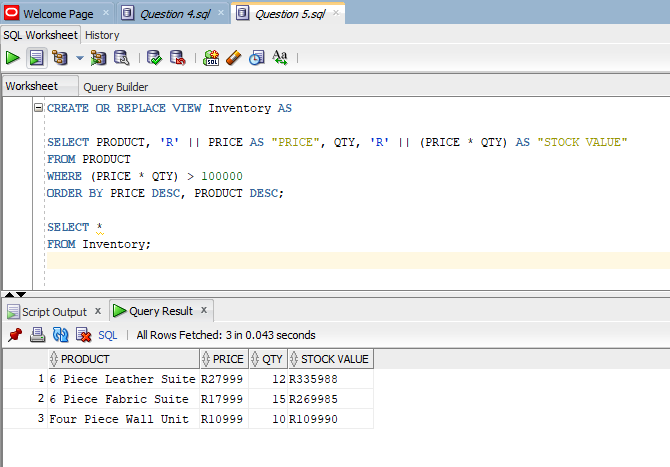 Welcome Page Question 4.sql Question 5.sql
SQL Worksheet History
Worksheet Query Builder
CREATE OR REPLACE VIEW Inventory AS
SELECT PRODUCT, 'R' || PRICE AS "PRICE", QTY, 'R' || (PRICE * QTY) AS "STOCK VALUE"
FROM PRODUCT
WHERE (PRICE * QTY) > 100000
ORDER BY PRICE DESC, PRODUCT DESC;
SELECT *
FROM Inventory;
Script Output x Query Result x
SQL | All Rows Fetched: 3 in 0.043 seconds
PRODUCT PRICE QTY STOCK VALUE
1 6 Piece Leather Suite R27999 12 R335988
2 6 Piece Fabric Suite R17999 15 R269985
3 Four Piece Wall Unit R10999 10 R109990